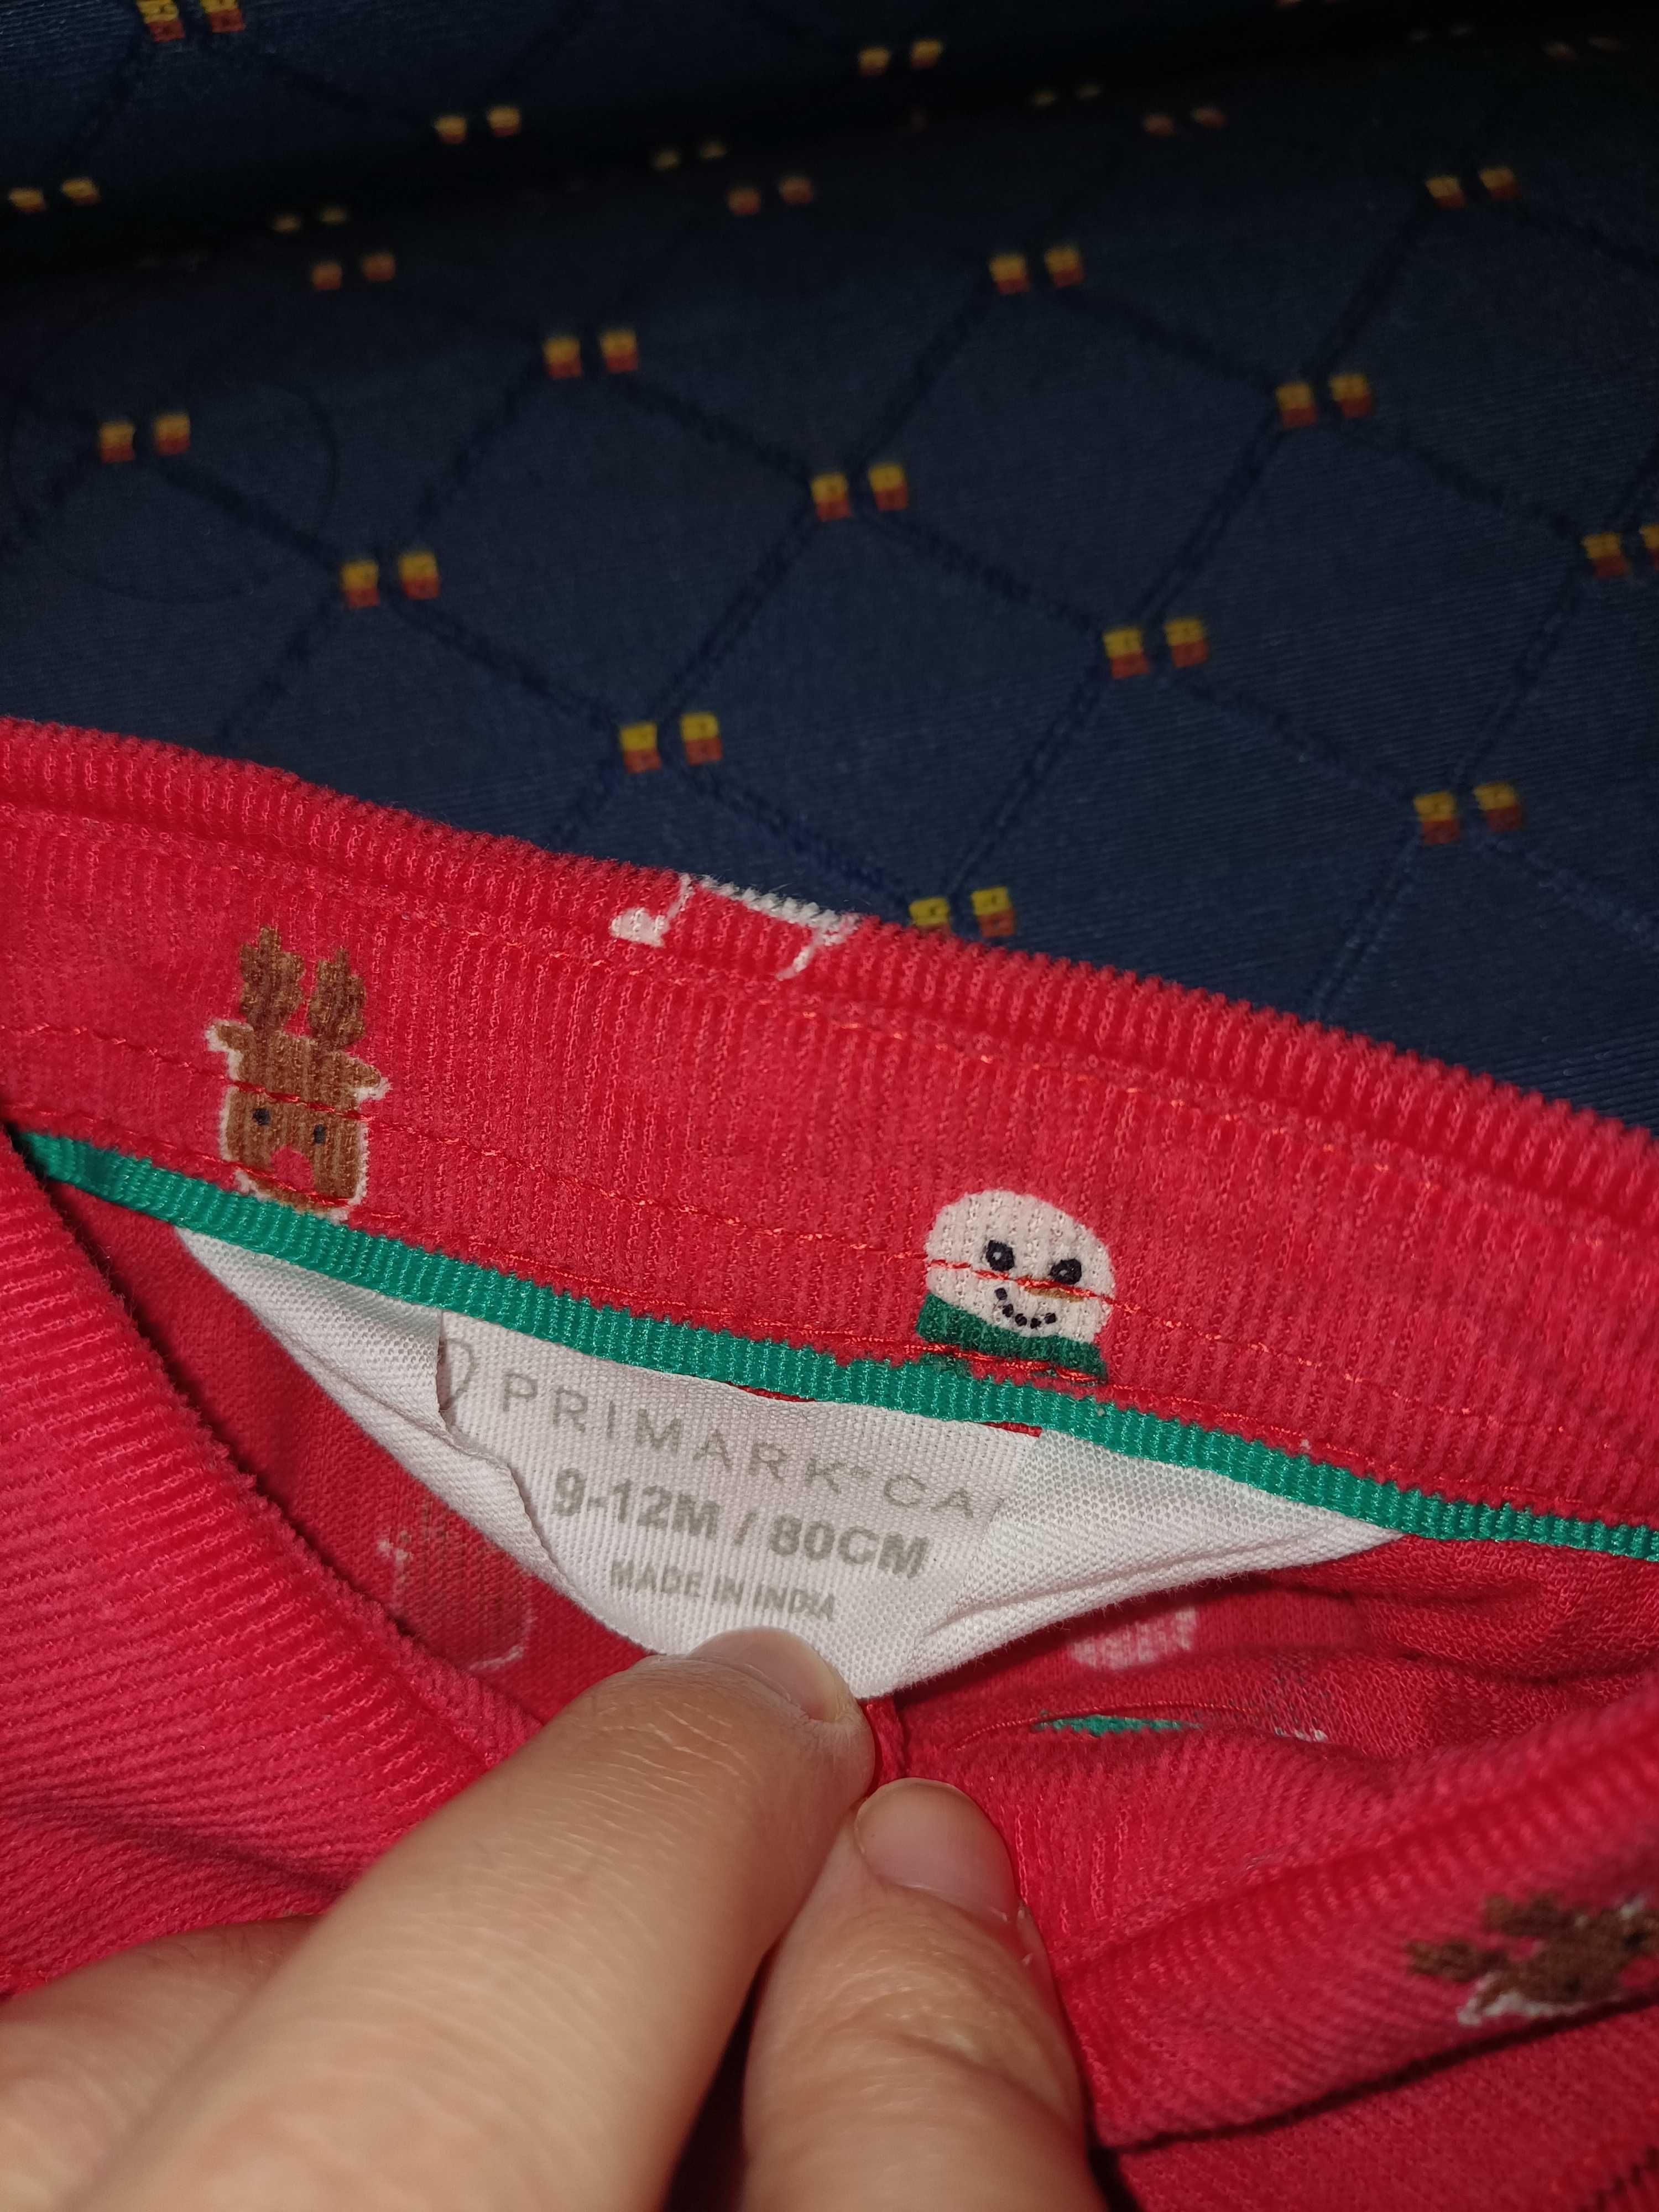 PRIMARK®
9-12M / 80CM
MADE IN INDIA